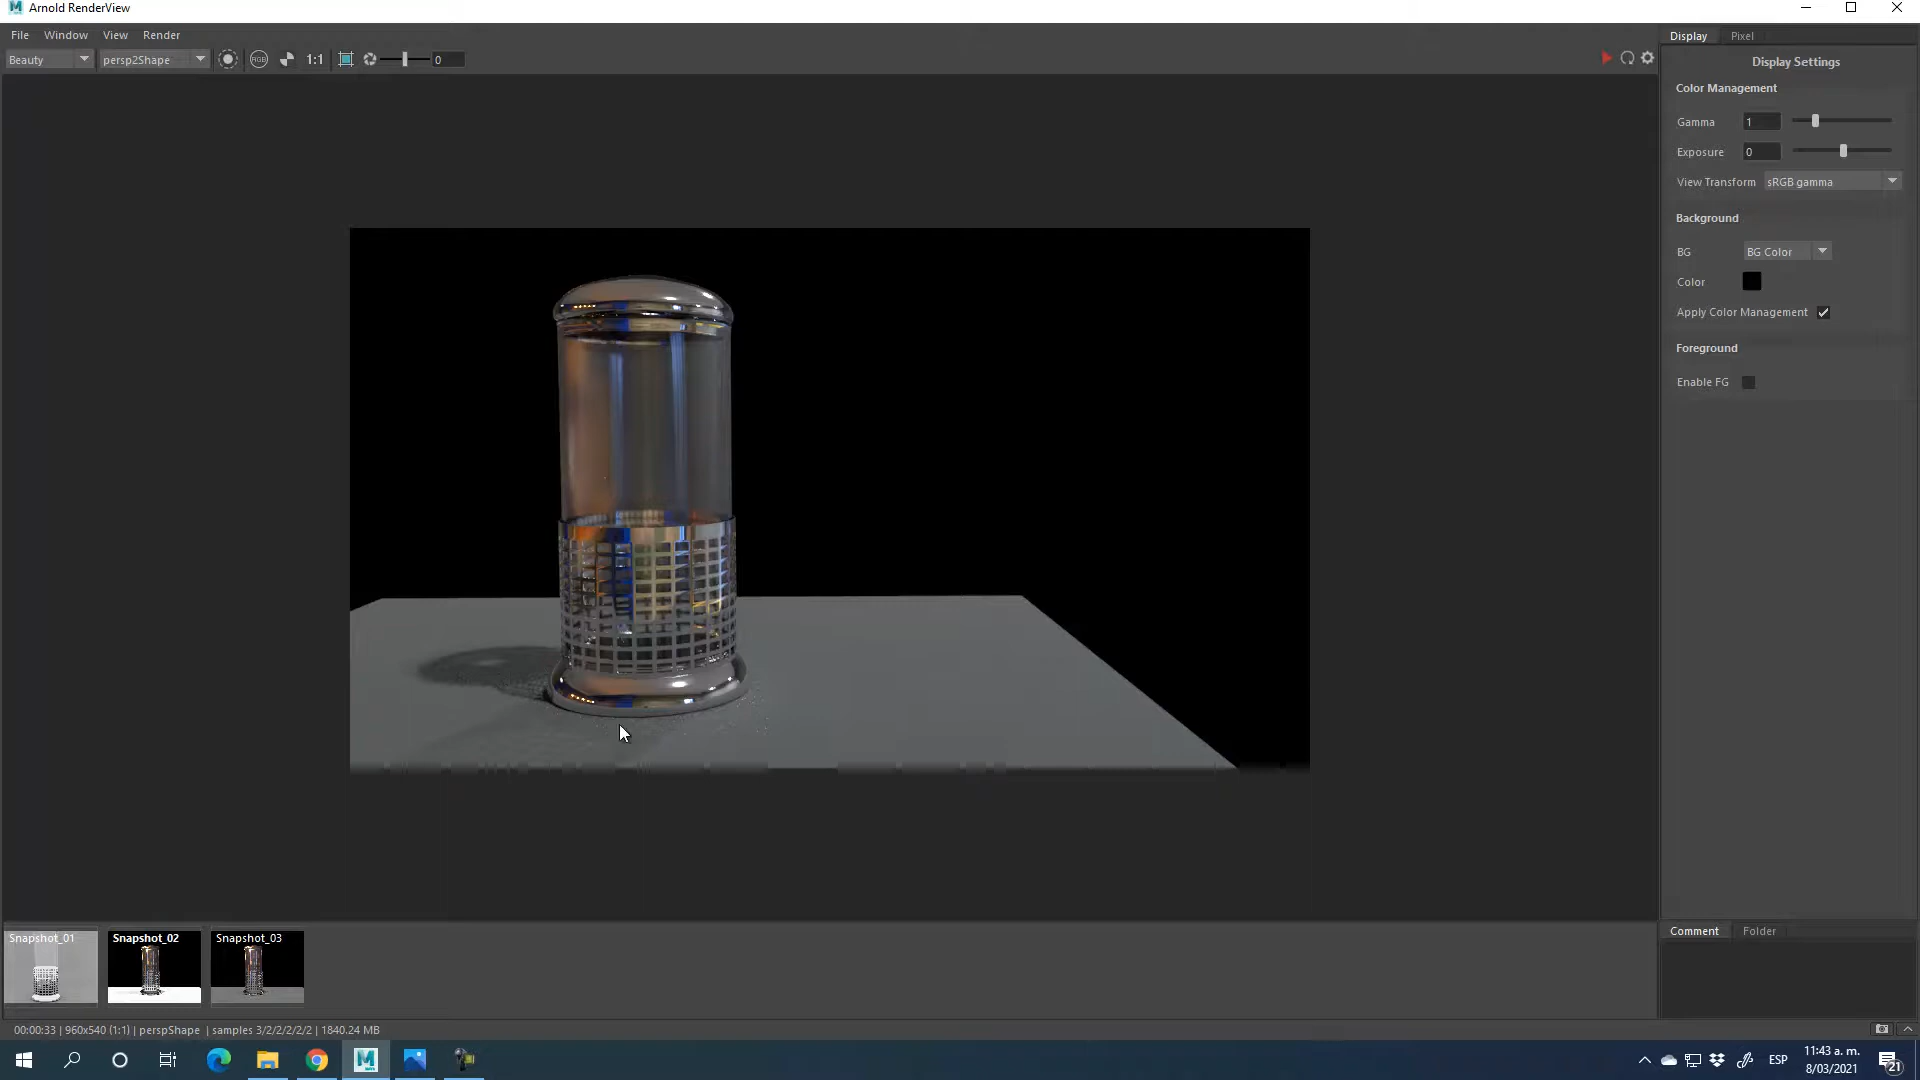 Arnold RenderView
File Window View Render
Beauty persp2Shape RGB 1:1 0
Display Pixel
Display Settings
Color Management
Gamma 1
Exposure 0
View Transform sRGB gamma
Background
BG BG Color
Color
Apply Color Management
Foreground
Enable FG
Snapshot_01 Snapshot_02 Snapshot_03
Comment Folder
00:00:33 | 960x540 (1:1) | perspShape | samples 3/2/2/2/2/2 | 1840.24 MB
ESP
11:43 a. m.
8/03/2021
21